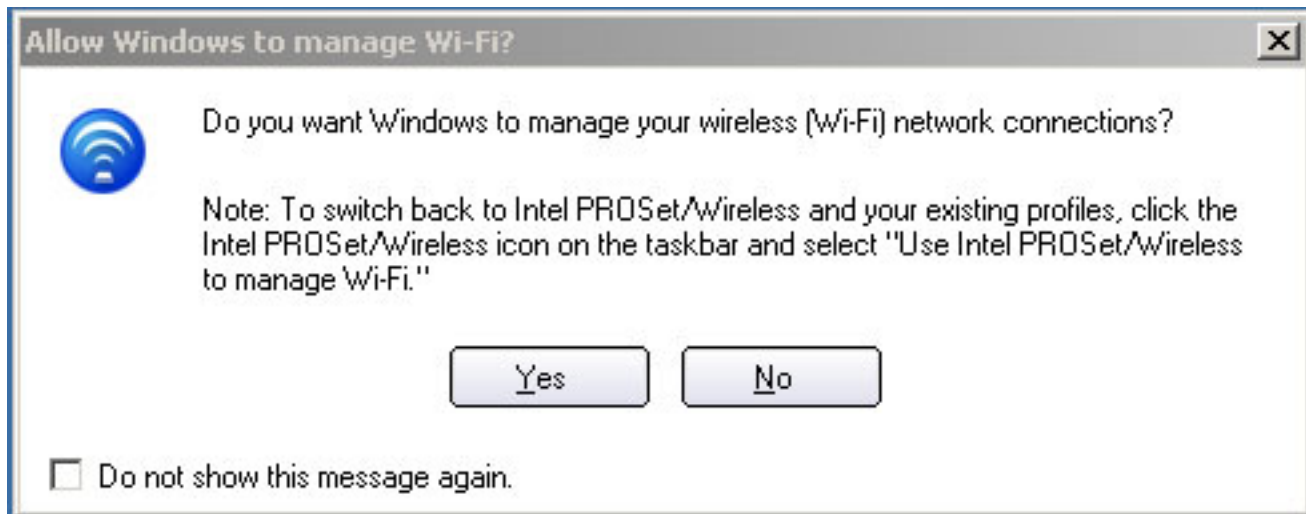 Allow Windows to manage Wi-Fi?
Do you want Windows to manage your wireless (Wi-Fi) network connections?
Note: To switch back to Intel PROSet/Wireless and your existing profiles, click the
Intel PROSet/Wireless icon on the taskbar and select "Use Intel PROSet/Wireless
to manage Wi-Fi."
Yes No
Do not show this message again.